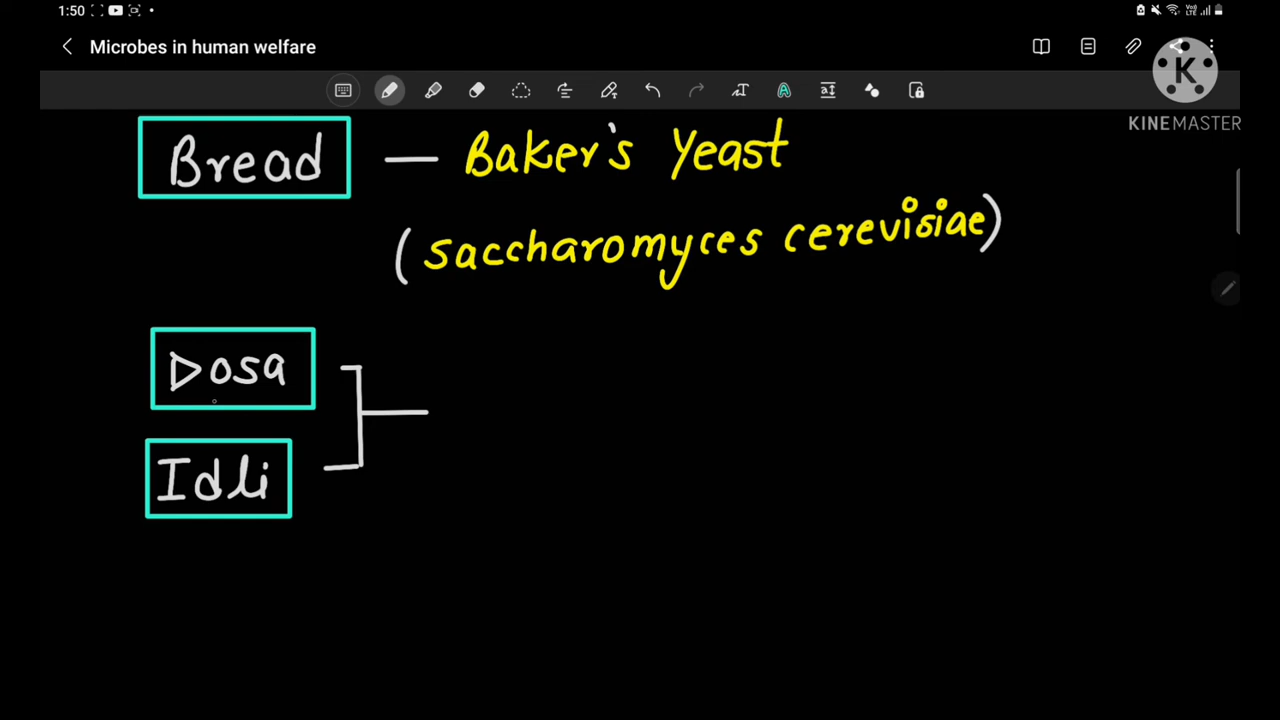 1:50
Microbes in human welfare
K
KINEMASTER
Bread — Baker's Yeast
(saccharomyces cerevisiae)
Dosa
Idli